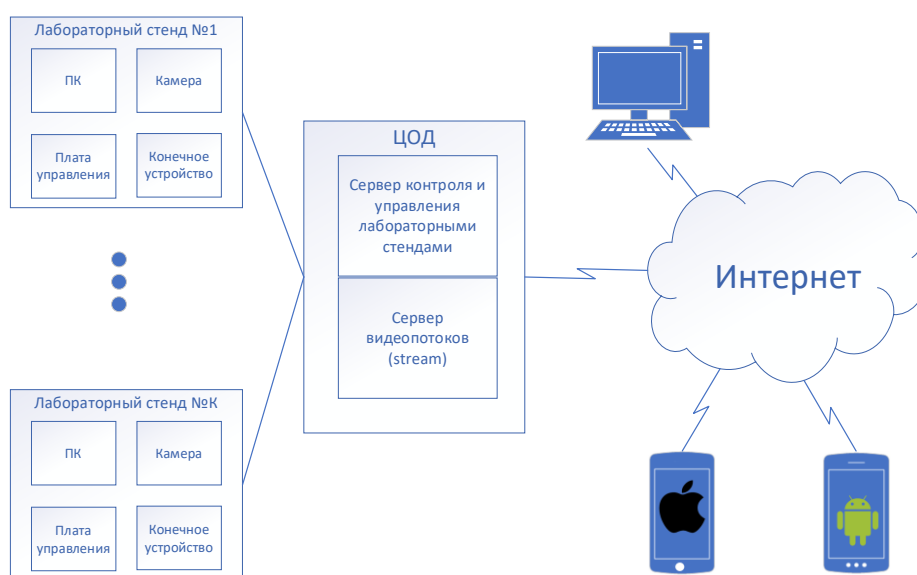 Лабораторный стенд №1
ПК
Камера
Плата
управления
Конечное
устройство
ЦОД
Сервер контроля и
управления
лабораторными
стендами
Сервер
видеопотоков
(stream)
Интернет
Лабораторный стенд №К
ПК
Камера
Плата
управления
Конечное
устройство